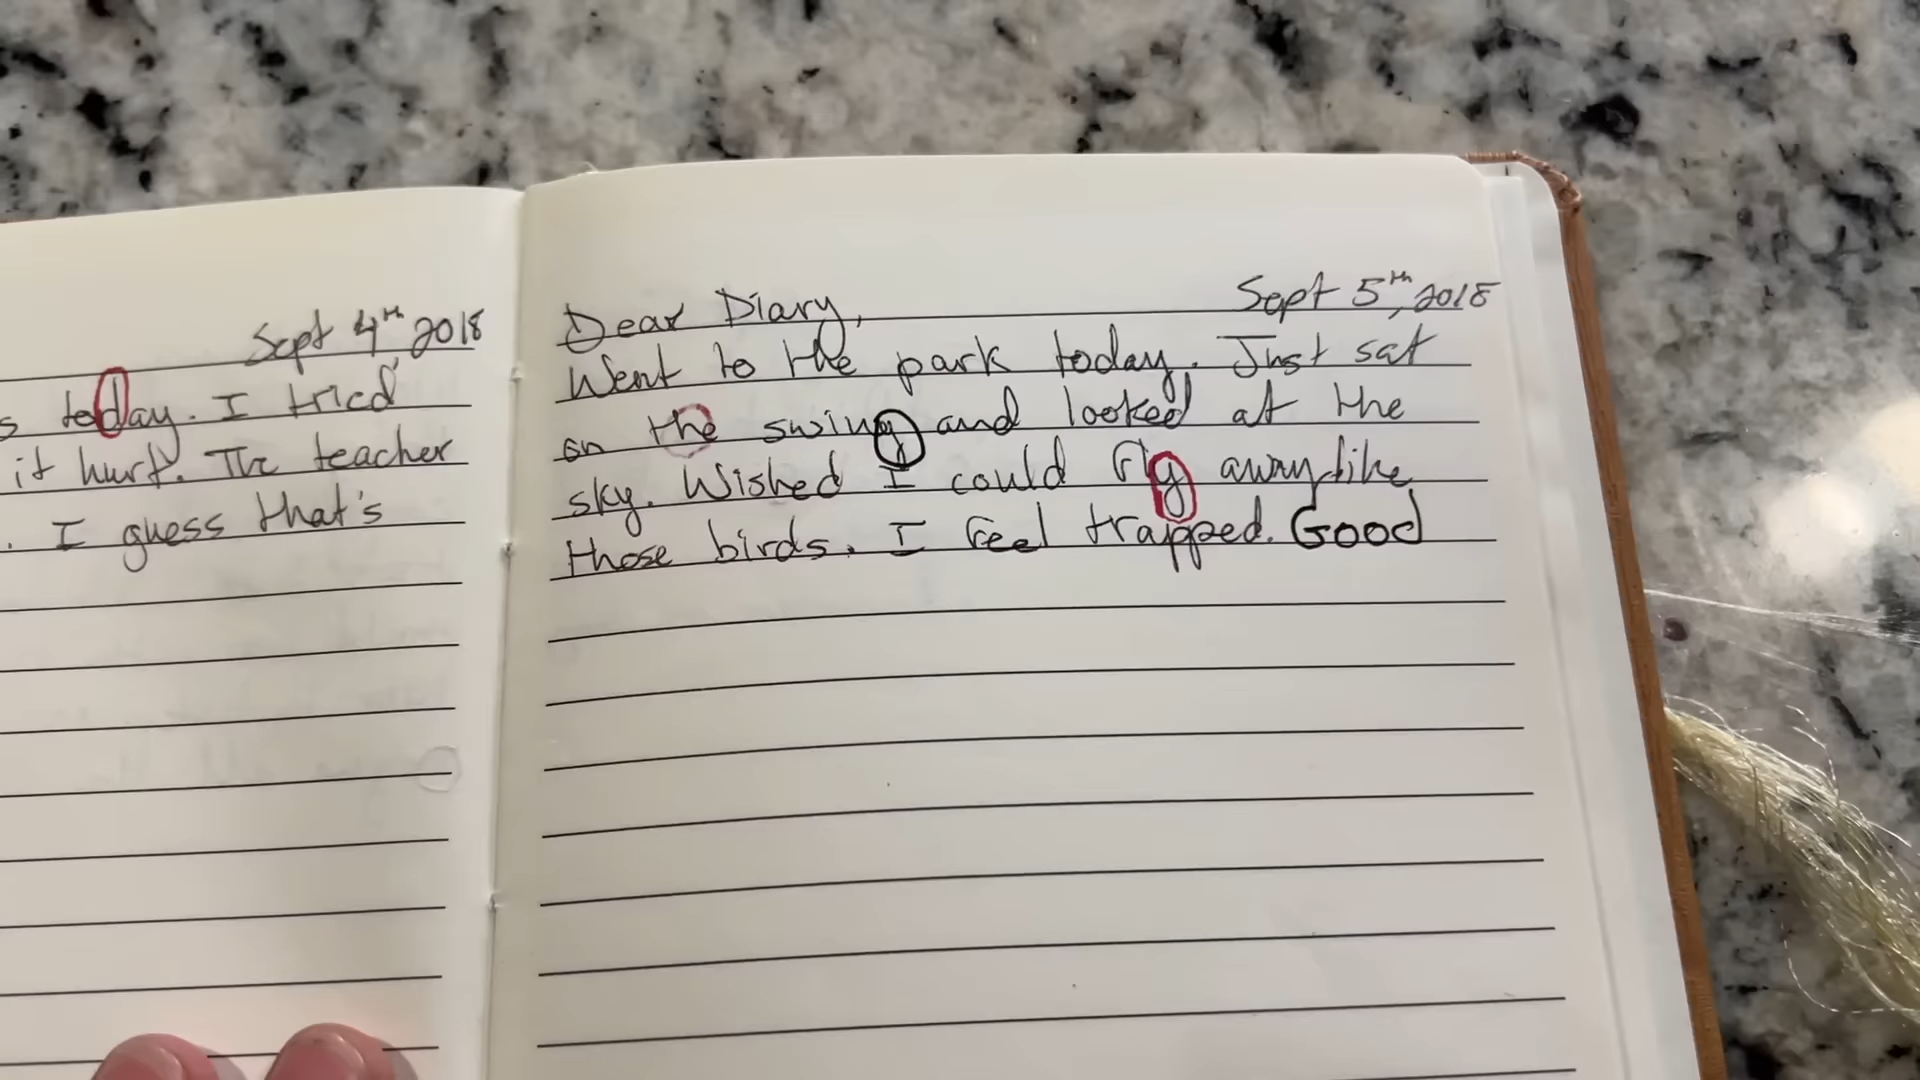 Sept 4th 2018
s today. I tried
it hurt. The teacher
. I guess that's
Sept 5th, 2018
Dear Diary,
Went to the park today. Just sat
on the swing and looked at the
sky. Wished I could fly away like
those birds. I feel trapped. Good